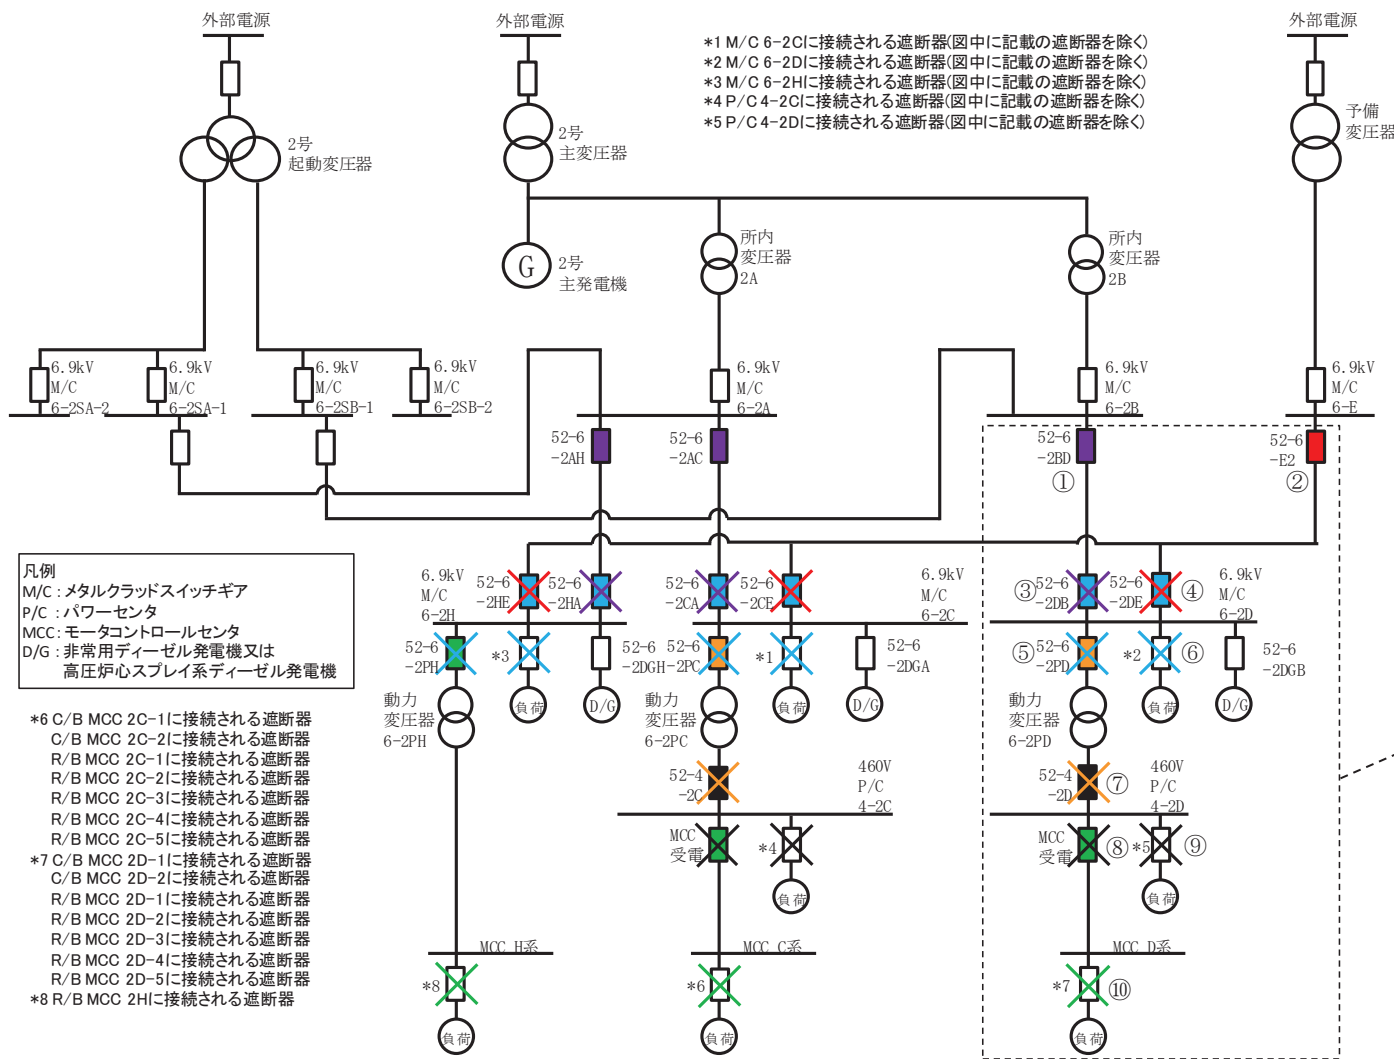 外部電源
外部電源
外部電源
*1 M/C 6-2Cに接続される遮断器(図中に記載の遮断器を除く)
*2 M/C 6-2Dに接続される遮断器(図中に記載の遮断器を除く)
*3 M/C 6-2Hに接続される遮断器(図中に記載の遮断器を除く)
*4 P/C 4-2Cに接続される遮断器(図中に記載の遮断器を除く)
*5 P/C 4-2Dに接続される遮断器(図中に記載の遮断器を除く)
2号
起動変圧器
2号
主変圧器
予備
変圧器
G
2号
主発電機
所内
変圧器
2A
所内
変圧器
2B
6.9kV
M/C
6-2SA-2
6.9kV
M/C
6-2SA-1
6.9kV
M/C
6-2SB-1
6.9kV
M/C
6-2SB-2
6.9kV
M/C
6-2A
6.9kV
M/C
6-2B
6.9kV
M/C
6-E
52-6
-2AH
52-6
-2AC
52-6
-2BD
①
52-6
-E2
②
凡例
M/C : メタルクラッドスイッチギア
P/C : パワーセンタ
MCC: モータコントロールセンタ
D/G : 非常用ディーゼル発電機又は
高圧炉心スプレイ系ディーゼル発電機
6.9kV
M/C
6-2H
52-6
-2HE
52-6
-2HA
52-6
-2CA
52-6
-2CE
6.9kV
M/C
6-2C
③
52-6
-2DB
52-6
-2DE
④
6.9kV
M/C
6-2D
52-6
-2PH
*3
52-6
-2DGH
52-6
-2PC
*1
52-6
-2DGA
⑤
52-6
-2PD
*2
⑥
52-6
-2DGB
動力
変圧器
6-2PH
負荷
D/G
動力
変圧器
6-2PC
負荷
D/G
動力
変圧器
6-2PD
負荷
D/G
*6 C/B MCC 2C-1に接続される遮断器
C/B MCC 2C-2に接続される遮断器
R/B MCC 2C-1に接続される遮断器
R/B MCC 2C-2に接続される遮断器
R/B MCC 2C-3に接続される遮断器
R/B MCC 2C-4に接続される遮断器
R/B MCC 2C-5に接続される遮断器
*7 C/B MCC 2D-1に接続される遮断器
C/B MCC 2D-2に接続される遮断器
R/B MCC 2D-1に接続される遮断器
R/B MCC 2D-2に接続される遮断器
R/B MCC 2D-3に接続される遮断器
R/B MCC 2D-4に接続される遮断器
R/B MCC 2D-5に接続される遮断器
*8 R/B MCC 2Hに接続される遮断器
52-4
-2C
460V
P/C
4-2C
52-4
-2D
⑦
460V
P/C
4-2D
MCC
受電
*4
MCC
受電
⑧
*5
⑨
負荷
負荷
MCC H系
MCC C系
MCC D系
*8
*6
*7
⑩
負荷
負荷
負荷